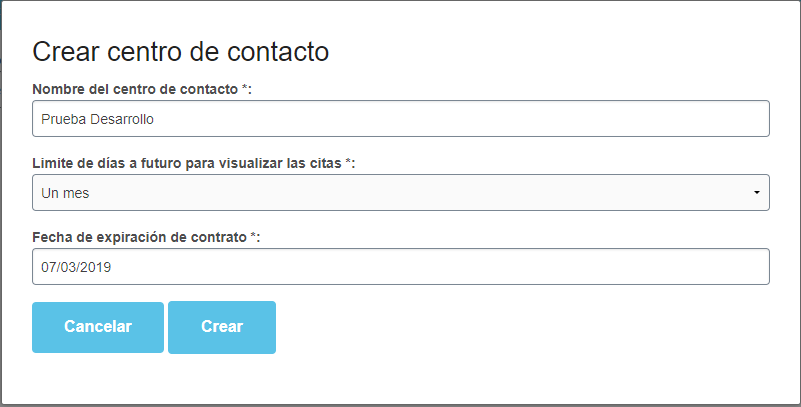 Crear centro de contacto
Nombre del centro de contacto *:
Prueba Desarrollo
Limite de días a futuro para visualizar las citas *:
Un mes
Fecha de expiración de contrato *:
07/03/2019
Cancelar Crear